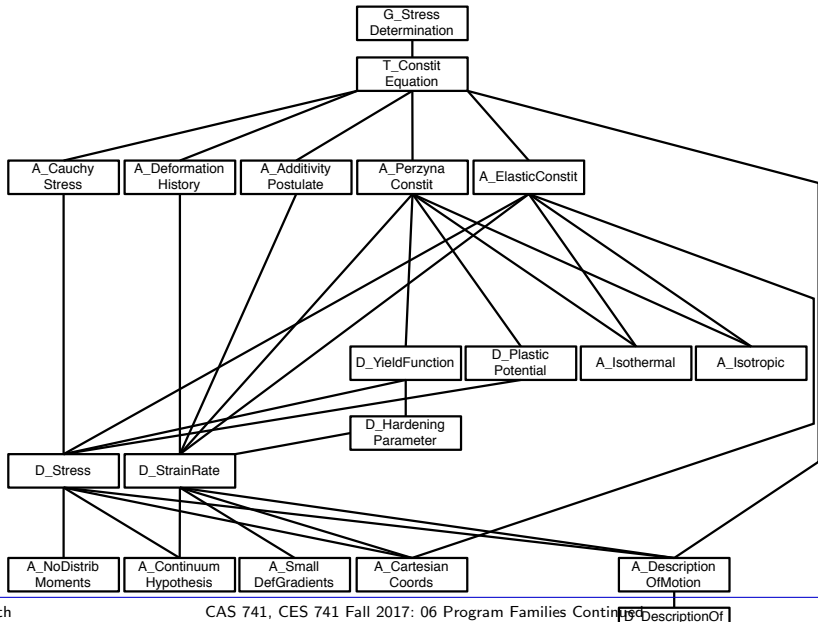 G_Stress
Determination
T_Constit
Equation
A_Cauchy
Stress
A_Deformation
History
A_Additivity
Postulate
A_Perzyna
Constit
A_ElasticConstit
D_YieldFunction
D_Plastic
Potential
A_Isothermal
A_Isotropic
D_Hardening
Parameter
D_Stress
D_StrainRate
A_NoDistrib
Moments
A_Continuum
Hypothesis
A_Small
DefGradients
A_Cartesian
Coords
A_Description
OfMotion
th
CAS 741, CES 741 Fall 2017: 06 Program Families Continued
D_DescriptionOf